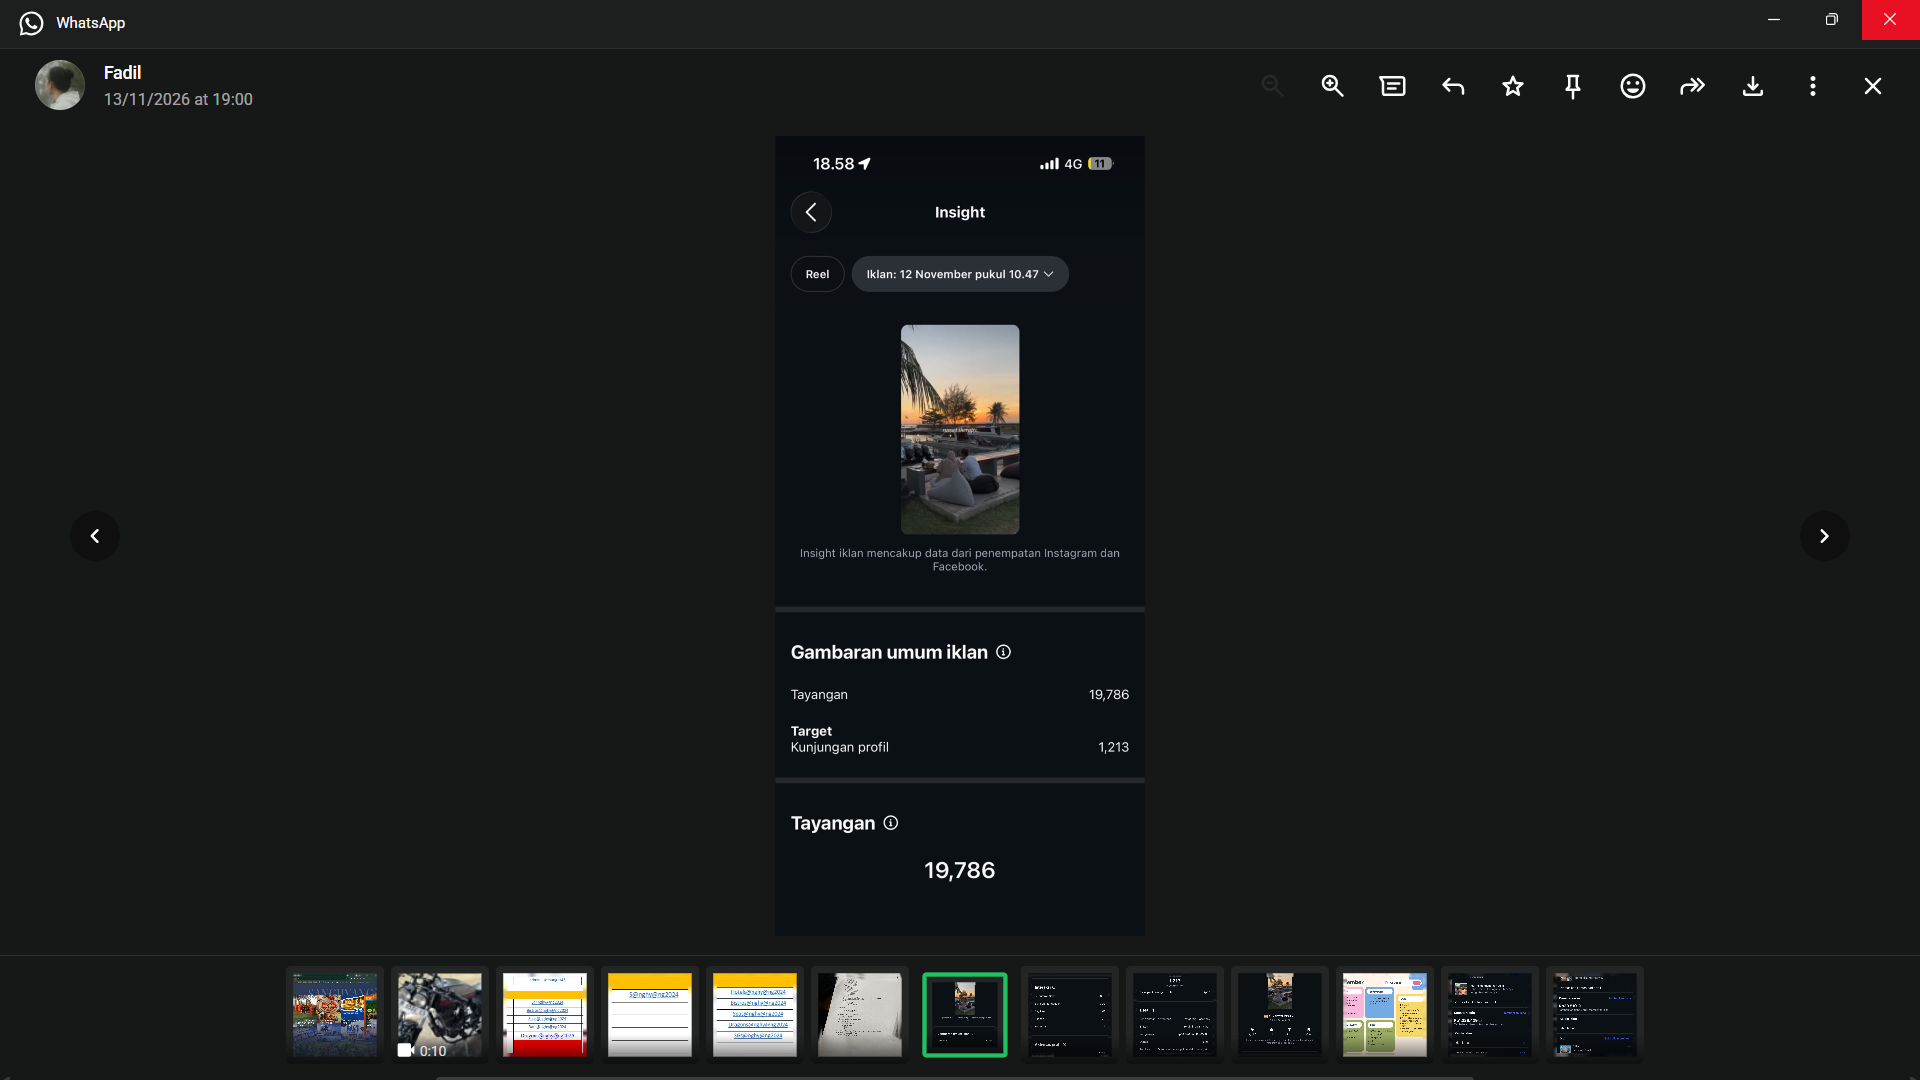 WhatsApp
Fadil
13/11/2026 at 19:00
18.58
4G
11
Insight
Reel
Iklan: 12 November pukul 10.47
Insight iklan mencakup data dari penempatan Instagram dan
Facebook.
Gambaran umum iklan
Tayangan 19,786
Target
Kunjungan profil 1,213
Tayangan
19,786
0:10